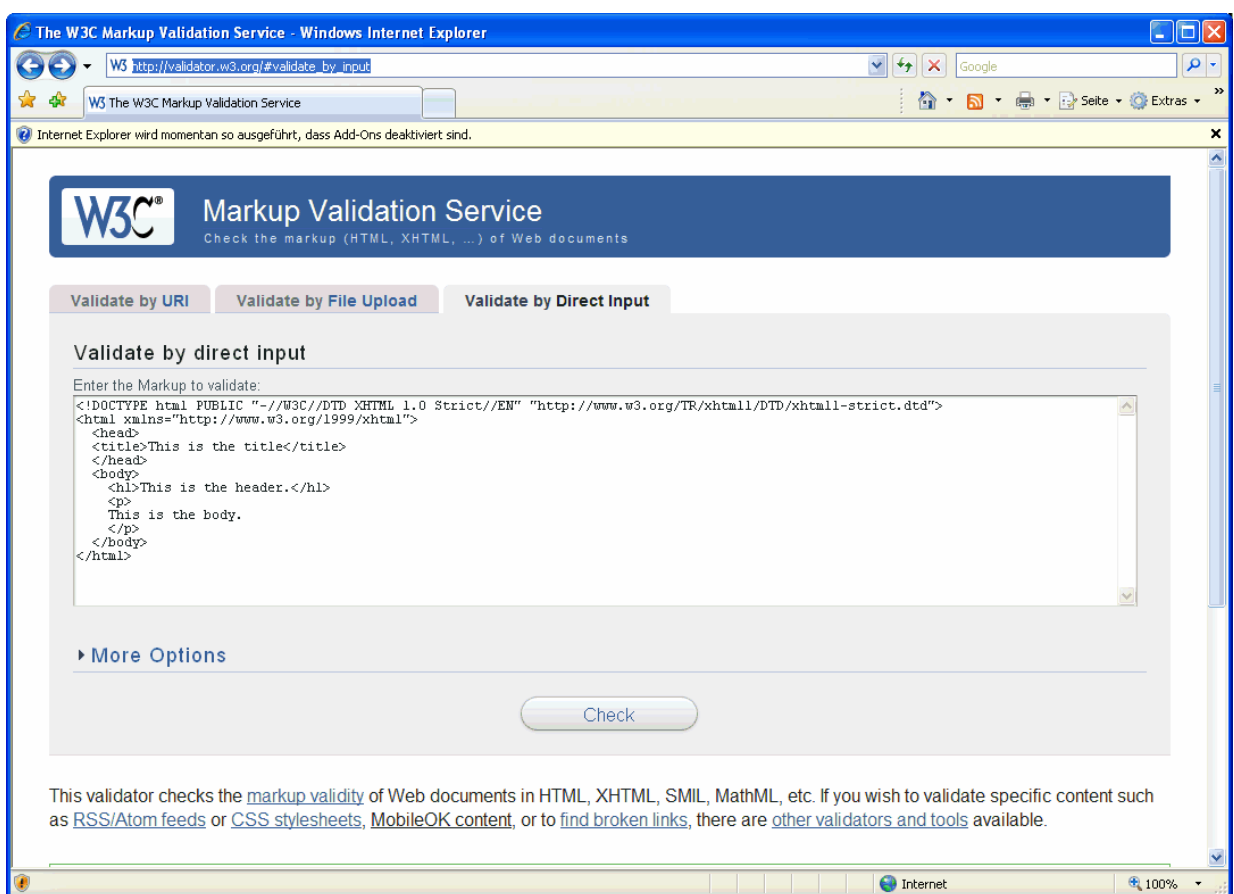 The W3C Markup Validation Service - Windows Internet Explorer
W3 http://validator.w3.org/#validate_by_input
Google
W3 The W3C Markup Validation Service
Seite
Extras
»
Internet Explorer wird momentan so ausgeführt, dass Add-Ons deaktiviert sind.
W3C® Markup Validation Service
Check the markup (HTML, XHTML, …) of Web documents
Validate by URI
Validate by File Upload
Validate by Direct Input
Validate by direct input
Enter the Markup to validate:
<!DOCTYPE html PUBLIC "-//W3C//DTD XHTML 1.0 Strict//EN" "http://www.w3.org/TR/xhtml1/DTD/xhtml1-strict.dtd">
<html xmlns="http://www.w3.org/1999/xhtml">
<head>
<title>This is the title</title>
</head>
<body>
<h1>This is the header.</h1>
<p>
This is the body.
</p>
</body>
</html>
More Options
Check
This validator checks the markup validity of Web documents in HTML, XHTML, SMIL, MathML, etc. If you wish to validate specific content such
as RSS/Atom feeds or CSS stylesheets, MobileOK content, or to find broken links, there are other validators and tools available.
Internet
100%